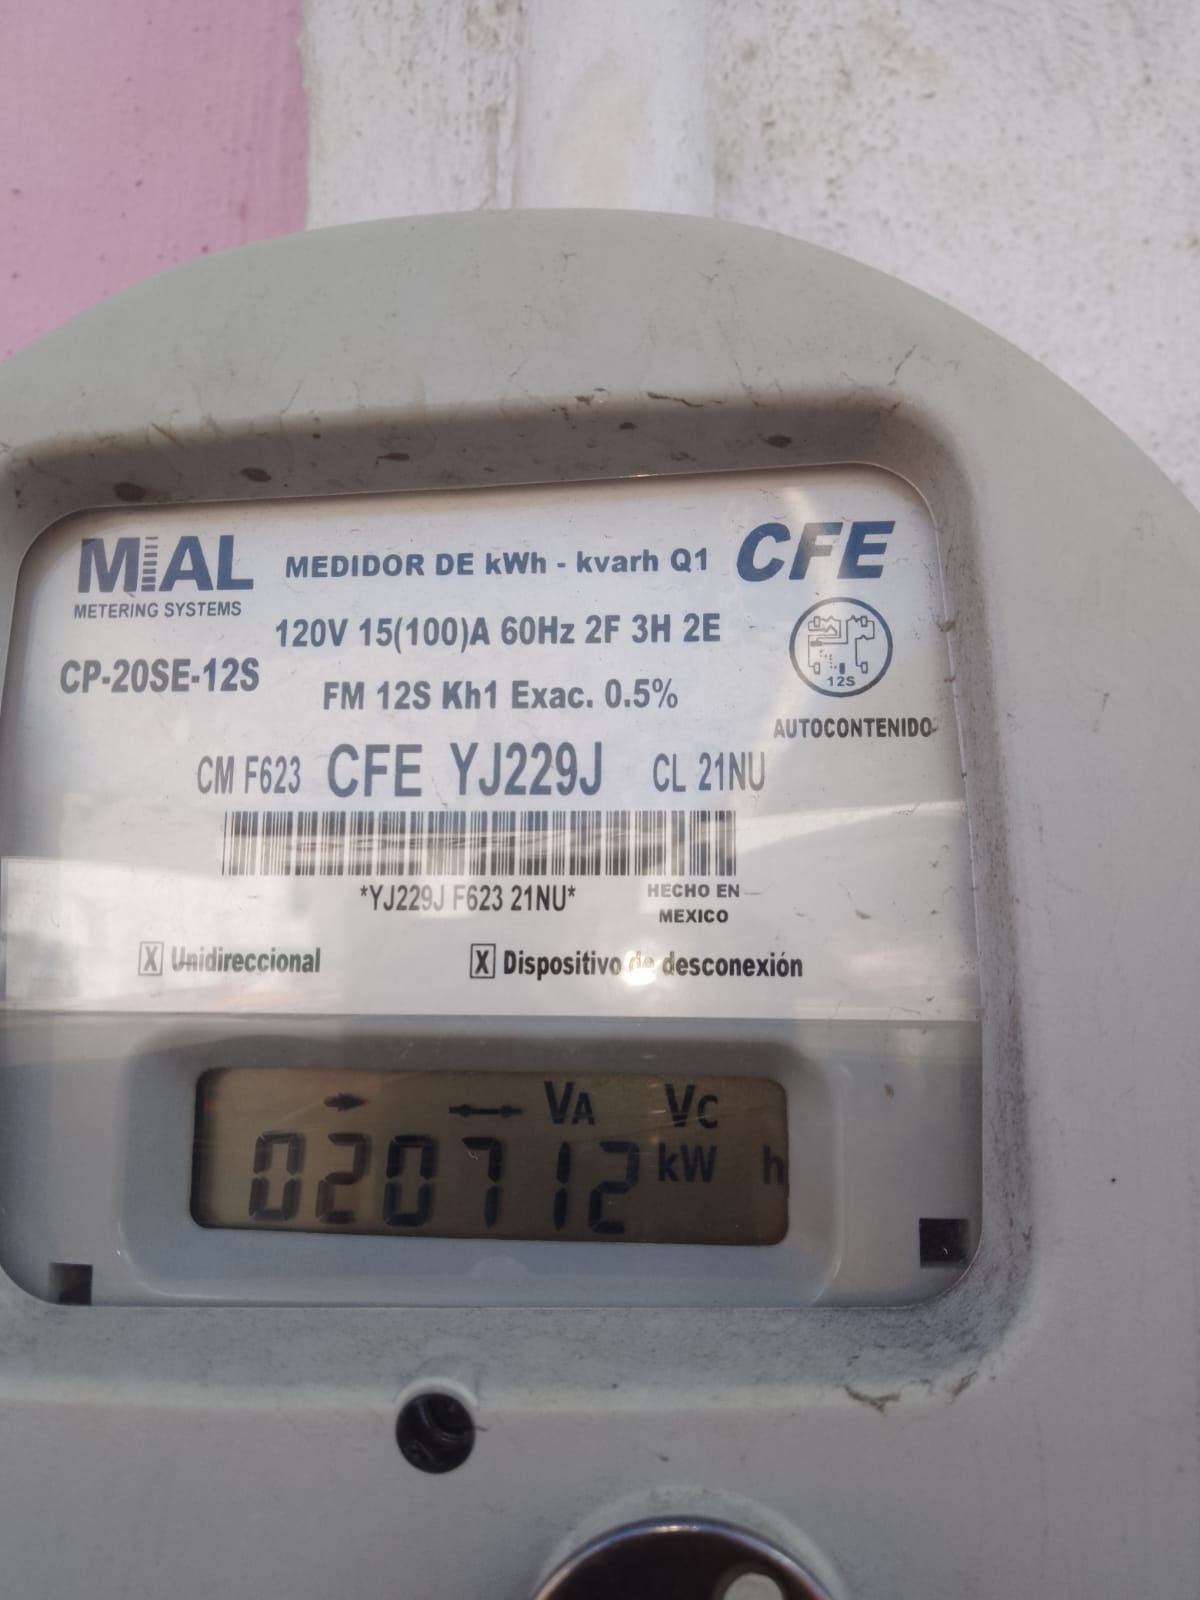 MIAL
METERING SYSTEMS
MEDIDOR DE kWh - kvarh Q1
CFE
120V 15(100)A 60Hz 2F 3H 2E
CP-20SE-12S
FM 12S Kh1 Exac. 0.5%
12S
AUTOCONTENIDO
CM F623 CFE YJ229J CL 21NU
*YJ229J F623 21NU*
HECHO EN
MEXICO
X Unidireccional
X Dispositivo de desconexión
VA VC
020712 kW h